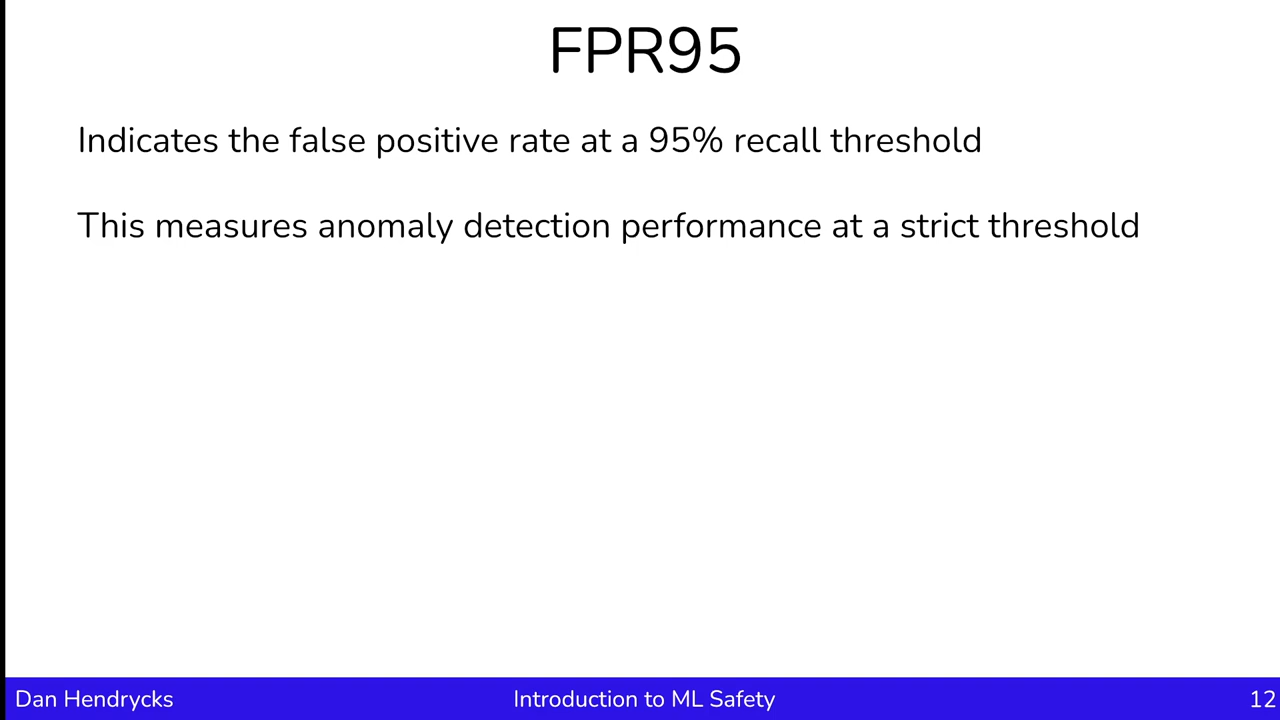 FPR95
Indicates the false positive rate at a 95% recall threshold
This measures anomaly detection performance at a strict threshold
Dan Hendrycks
Introduction to ML Safety
12